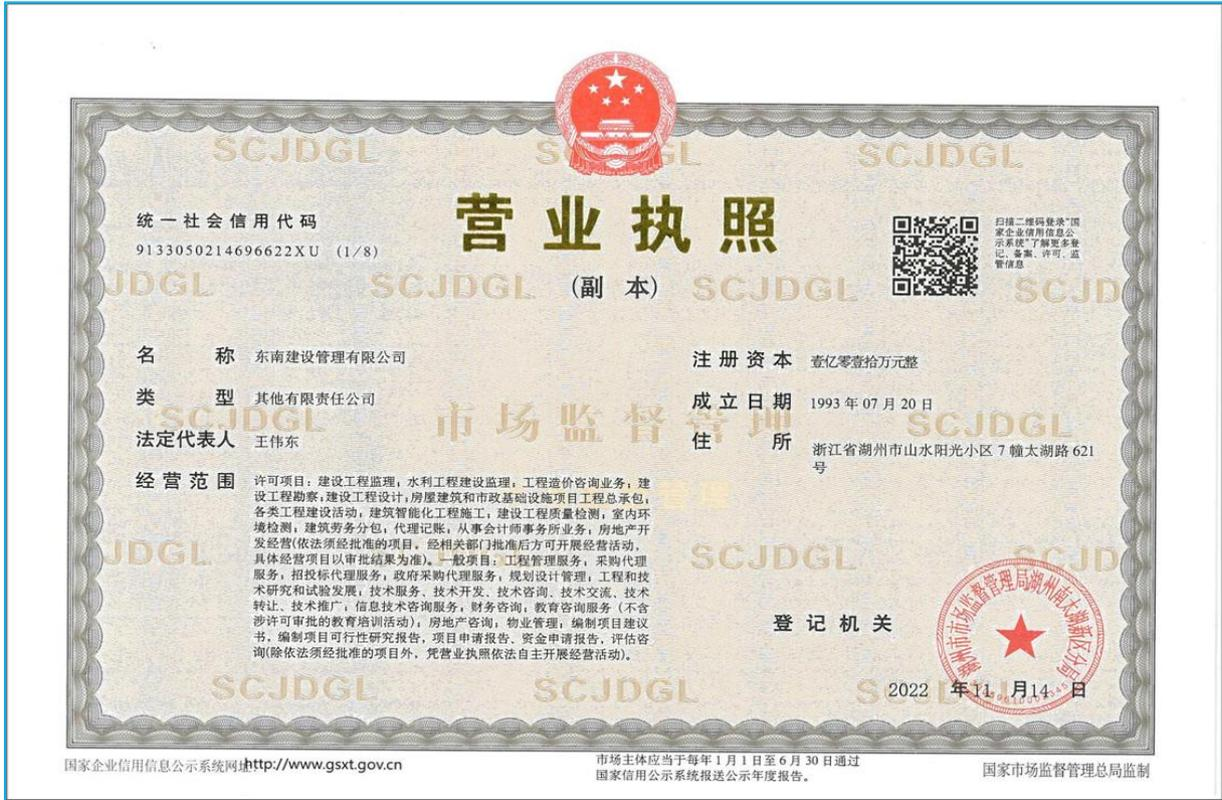 营业执照
(副 本)
统一社会信用代码
9133050214696622XU (1/8)
扫描二维码登录"国
家企业信用信息公
示系统"了解更多登
记、备案、许可、监
管信息
名 称 东南建设管理有限公司
类 型 其他有限责任公司
法定代表人 王伟东
经营范围 许可项目：建设工程监理；水利工程建设监理；工程造价咨询业务；建
设工程勘察；建设工程设计；房屋建筑和市政基础设施项目工程总承包；
各类工程建设活动；建筑智能化工程施工；建设工程质量检测；室内环
境检测；建筑劳务分包；代理记账；从事会计师事务所业务；房地产开
发经营(依法须经批准的项目，经相关部门批准后方可开展经营活动，
具体经营项目以审批结果为准)。一般项目：工程管理服务；采购代理
服务；招投标代理服务；政府采购代理服务；规划设计管理；工程和技
术研究和试验发展；技术服务、技术开发、技术咨询、技术交流、技术
转让、技术推广；信息技术咨询服务；财务咨询；教育咨询服务（不含
涉许可审批的教育培训活动）；房地产咨询；物业管理；编制项目建议
书，编制项目可行性研究报告，项目申请报告、资金申请报告，评估咨
询(除依法须经批准的项目外，凭营业执照依法自主开展经营活动)。
注册资本 壹亿零壹拾万元整
成立日期 1993 年 07 月 20 日
住 所 浙江省湖州市山水阳光小区 7 幢太湖路 621
号
登记机关
湖州市市场监督管理局湖州南太湖新区分局
2022 年 11 月 14 日
国家企业信用信息公示系统网址:http://www.gsxt.gov.cn
市场主体应当于每年 1 月 1 日至 6 月 30 日通过
国家信用公示系统报送公示年度报告。
国家市场监督管理总局监制
SCJDGL
市场监督管理